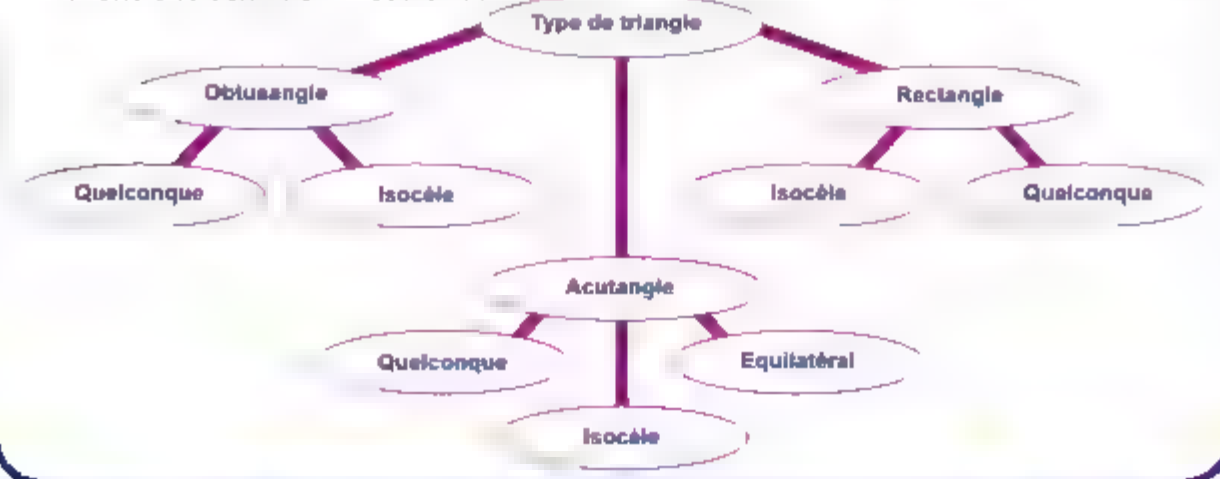 Type de triangle
Obtusangle
Rectangle
Quelconque
Isocèle
Isocèle
Quelconque
Acutangle
Quelconque
Equilatéral
Isocèle